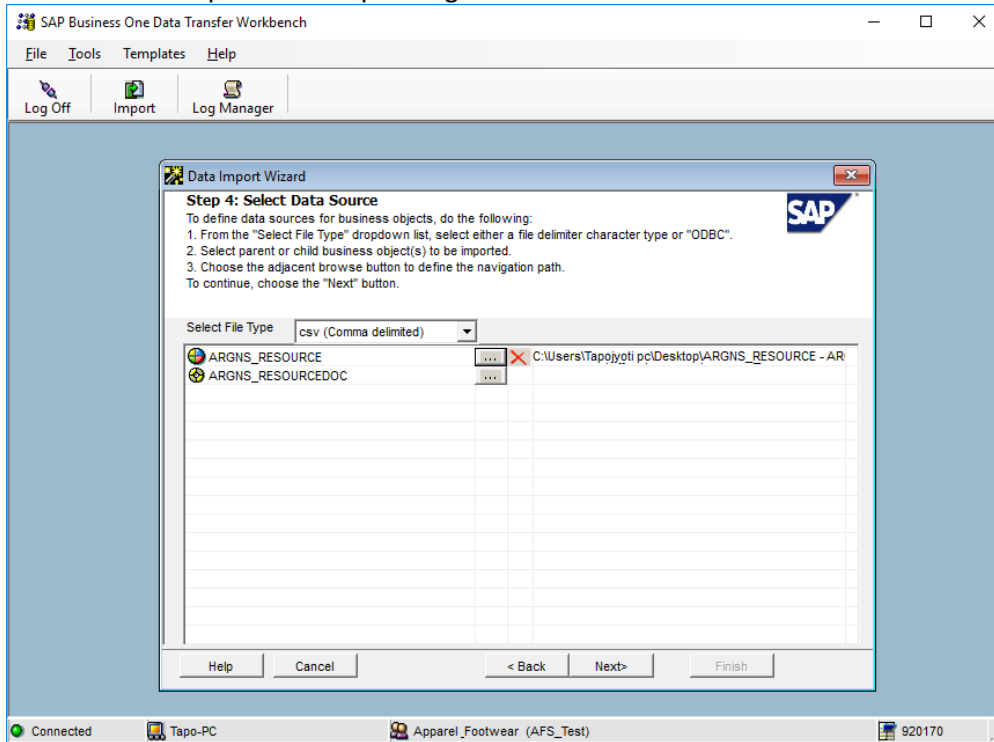 SAP Business One Data Transfer Workbench
File Tools Templates Help
Log Off Import Log Manager
Data Import Wizard
Step 4: Select Data Source
To define data sources for business objects, do the following:
1. From the "Select File Type" dropdown list, select either a file delimiter character type or "ODBC".
2. Select parent or child business object(s) to be imported.
3. Choose the adjacent browse button to define the navigation path.
To continue, choose the "Next" button.
SAP
Select File Type csv (Comma delimited)
ARGNS_RESOURCE ... C:\Users\Tapojyoti pc\Desktop\ARGNS_RESOURCE - AR
ARGNS_RESOURCEDOC ...
Help Cancel < Back Next> Finish
Connected Tapo-PC Apparel_Footwear (AFS_Test) 920170